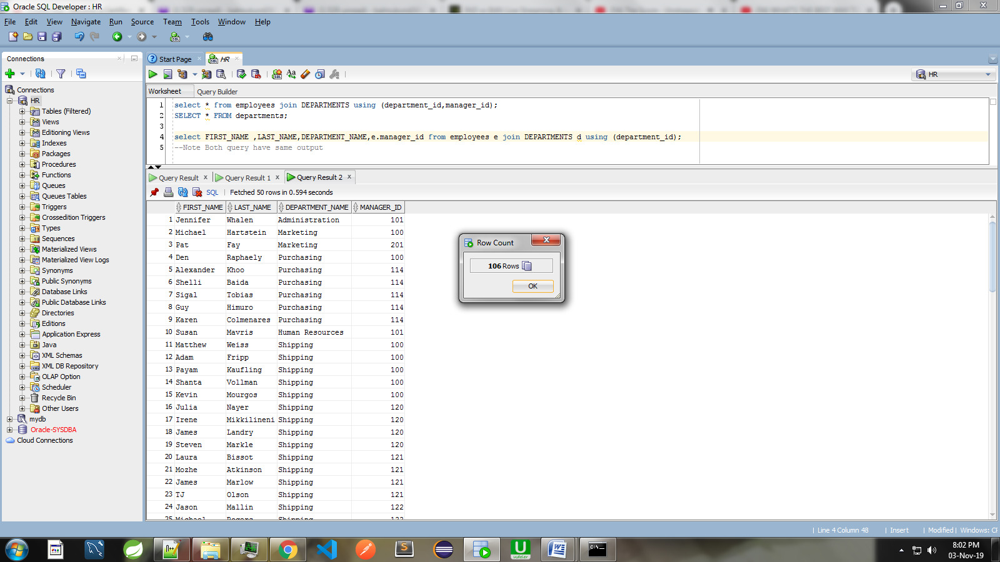 Oracle SQL Developer : HR
File Edit View Navigate Run Source Team Tools Window Help
Connections
Start Page
HR
HR
Worksheet Query Builder
1 select * from employees join DEPARTMENTS using (department_id,manager_id);
2 SELECT * FROM departments;
3
4 select FIRST_NAME ,LAST_NAME,DEPARTMENT_NAME,e.manager_id from employees e join DEPARTMENTS d using (department_id);
5 --Note Both query have same output
Connections
HR
Tables (Filtered)
Views
Editioning Views
Indexes
Packages
Procedures
Functions
Queues
Queues Tables
Triggers
Crossedition Triggers
Types
Sequences
Materialized Views
Materialized View Logs
Synonyms
Public Synonyms
Database Links
Public Database Links
Directories
Editions
Application Express
Java
XML Schemas
XML DB Repository
OLAP Option
Scheduler
Recycle Bin
Other Users
mydb
Oracle-SYSDBA
Cloud Connections
Query Result Query Result 1 Query Result 2
SQL Fetched 50 rows in 0.594 seconds
FIRST_NAME LAST_NAME DEPARTMENT_NAME MANAGER_ID
1 Jennifer Whalen Administration 101
2 Michael Hartstein Marketing 100
3 Pat Fay Marketing 201
4 Den Raphaely Purchasing 100
5 Alexander Khoo Purchasing 114
6 Shelli Baida Purchasing 114
7 Sigal Tobias Purchasing 114
8 Guy Himuro Purchasing 114
9 Karen Colmenares Purchasing 114
10 Susan Mavris Human Resources 101
11 Matthew Weiss Shipping 100
12 Adam Fripp Shipping 100
13 Payam Kaufling Shipping 100
14 Shanta Vollman Shipping 100
15 Kevin Mourgos Shipping 100
16 Julia Nayer Shipping 120
17 Irene Mikkilineni Shipping 120
18 James Landry Shipping 120
19 Steven Markle Shipping 120
20 Laura Bissot Shipping 121
21 Mozhe Atkinson Shipping 121
22 James Marlow Shipping 121
23 TJ Olson Shipping 121
24 Jason Mallin Shipping 122
25 Michael Rogers Shipping 122
Row Count
106 Rows
OK
Line 4 Column 48 Insert Modified Windows: CF
8:02 PM
03-Nov-19